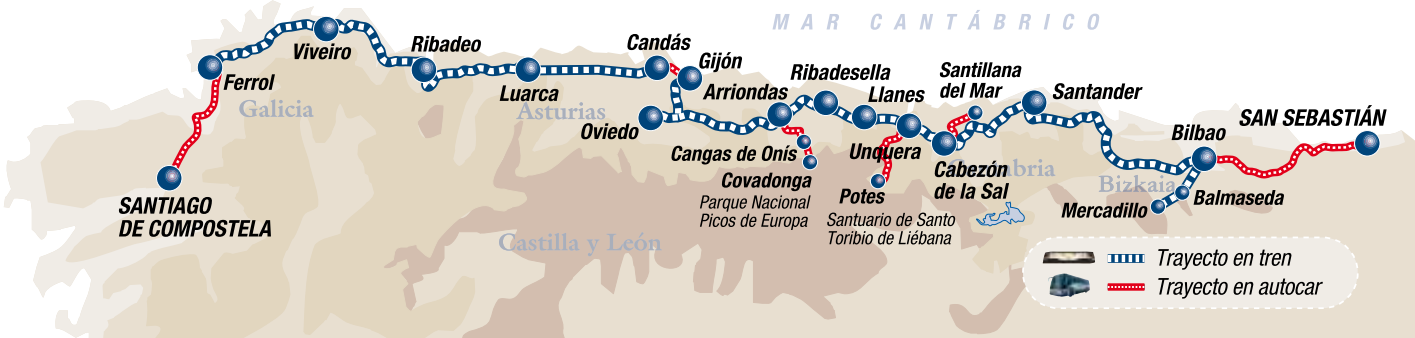 MAR CANTÁBRICO
Viveiro
Ribadeo
Candás
Gijón
Ferrol
Galicia
Luarca
Asturias
Oviedo
Arriondas
Ribadesella
Llanes
Santillana
del Mar
Santander
SAN SEBASTIÁN
Bilbao
Cangas de Onís
Covadonga
Parque Nacional
Picos de Europa
Unquera
Potes
Santuario de Santo
Toribio de Liébana
Cabezón
de la Sal
Bizkaia
Mercadillo
Balmaseda
SANTIAGO
DE COMPOSTELA
Castilla y León
Trayecto en tren
Trayecto en autocar